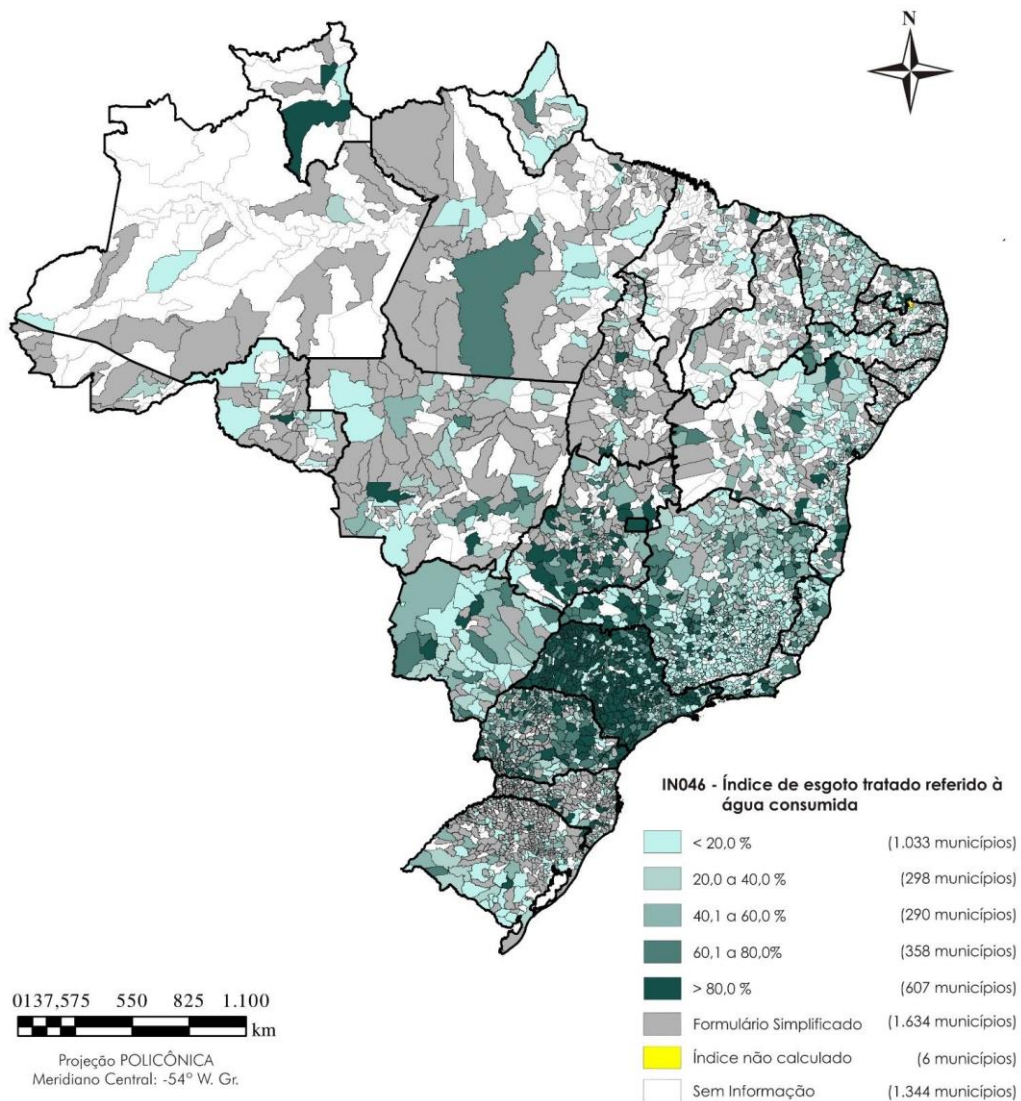 N
IN046 - Índice de esgoto tratado referido à
água consumida
< 20,0 % (1.033 municípios)
20,0 a 40,0 % (298 municípios)
40,1 a 60,0 % (290 municípios)
60,1 a 80,0% (358 municípios)
> 80,0 % (607 municípios)
Formulário Simplificado (1.634 municípios)
Índice não calculado (6 municípios)
Sem Informação (1.344 municípios)
0137,575 550 825 1.100
km
Projeção POLICÔNICA
Meridiano Central: -54º W. Gr.